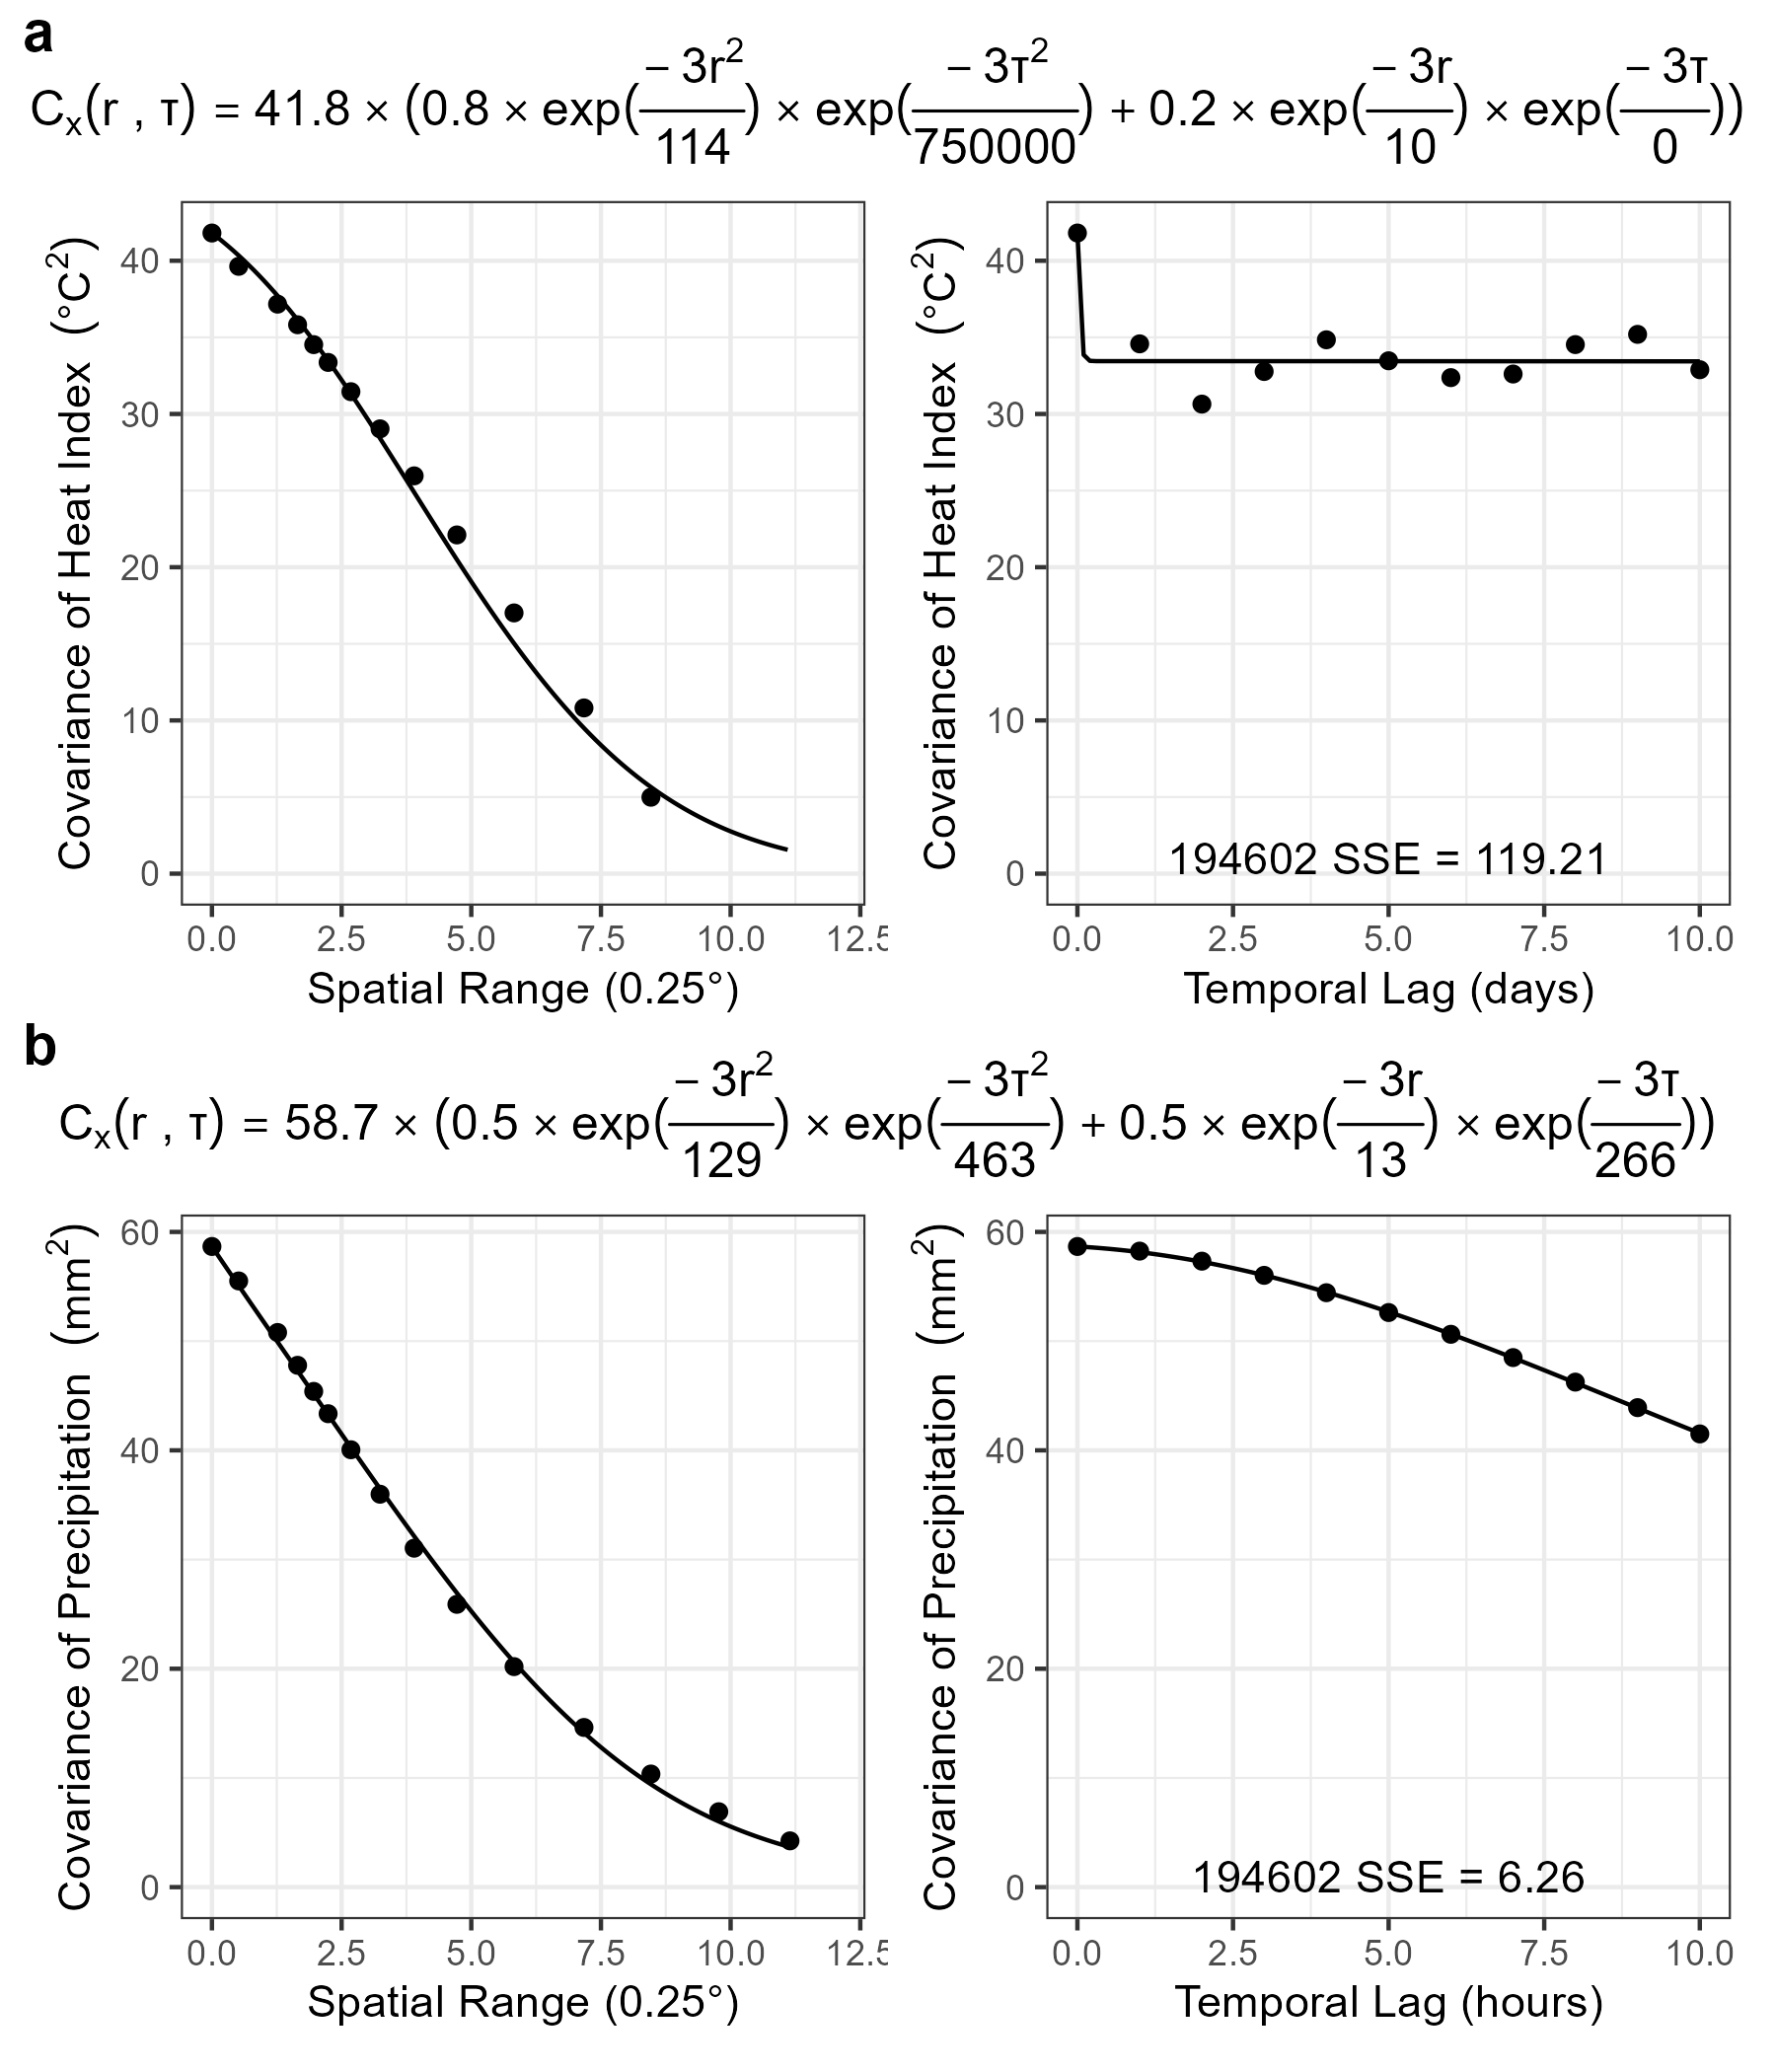 a
Cₓ(r , τ) = 41.8 × (0.8 × exp(− 3r²/114) × exp(− 3τ²/750000) + 0.2 × exp(− 3r/10) × exp(− 3τ/0))
Covariance of Heat Index (°C²)
40
30
20
10
0
0.0 2.5 5.0 7.5 10.0 12.5
Spatial Range (0.25°)
Covariance of Heat Index (°C²)
40
30
20
10
0
194602 SSE = 119.21
0.0 2.5 5.0 7.5 10.0
Temporal Lag (days)
b
Cₓ(r , τ) = 58.7 × (0.5 × exp(− 3r²/129) × exp(− 3τ²/463) + 0.5 × exp(− 3r/13) × exp(− 3τ/266))
Covariance of Precipitation (mm²)
60
40
20
0
0.0 2.5 5.0 7.5 10.0 12.5
Spatial Range (0.25°)
Covariance of Precipitation (mm²)
60
40
20
0
194602 SSE = 6.26
0.0 2.5 5.0 7.5 10.0
Temporal Lag (hours)